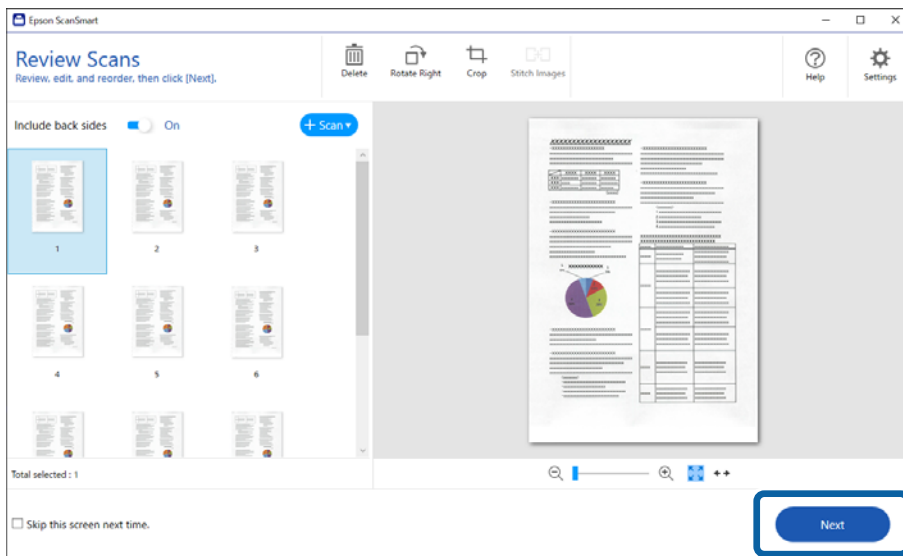 Epson ScanSmart
Review Scans
Review, edit, and reorder, then click [Next].
Delete
Rotate Right
Crop
Stitch Images
Help
Settings
Include back sides
On
+ Scan
1
2
3
4
5
6
Total selected : 1
Skip this screen next time.
Next